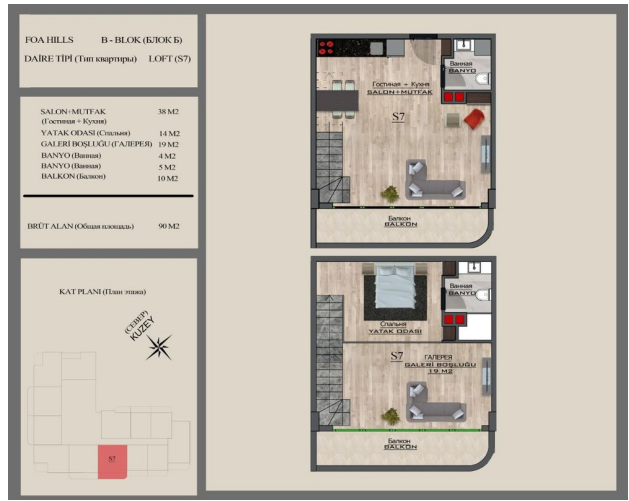 FOA HILLS B - BLOK (БЛОК Б)
DAİRE TİPİ (Тип квартиры) LOFT (S7)
SALON+MUTFAK 38 M2
(Гостиная + Кухня)
YATAK ODASI (Спальня) 14 M2
GALERİ BOŞLUĞU (ГАЛЕРЕЯ) 19 M2
BANYO (Ванная) 4 M2
BANYO (Ванная) 5 M2
BALKON (Балкон) 10 M2
BRÜT ALAN (Общая площадь) 90 M2
KAT PLANI (План этажа)
(СЕВЕР)
KUZEY
S7
Ванная
BANYO
Гостиная + Кухня
SALON+MUTFAK
S7
Балкон
BALKON
Ванная
BANYO
Спальня
YATAK ODASI
S7 ГАЛЕРЕЯ
GALERİ BOŞLUĞU
19 M2
Балкон
BALKON